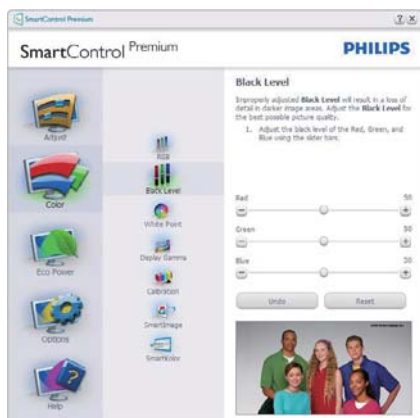 SmartControl Premium
SmartControl Premium
PHILIPS
Adjust
Color
Eco Power
Options
Help
RGB
Black Level
White Point
Display Gamma
Calibration
SmartImage
SmartKolor
Black Level
Improperly adjusted Black Level will result in a loss of
detail in darker image areas. Adjust the Black Level for
the best possible picture quality.
1. Adjust the black level of the Red, Green, and
Blue using the slider bars.
Red
50
Green
50
Blue
Undo
Reset